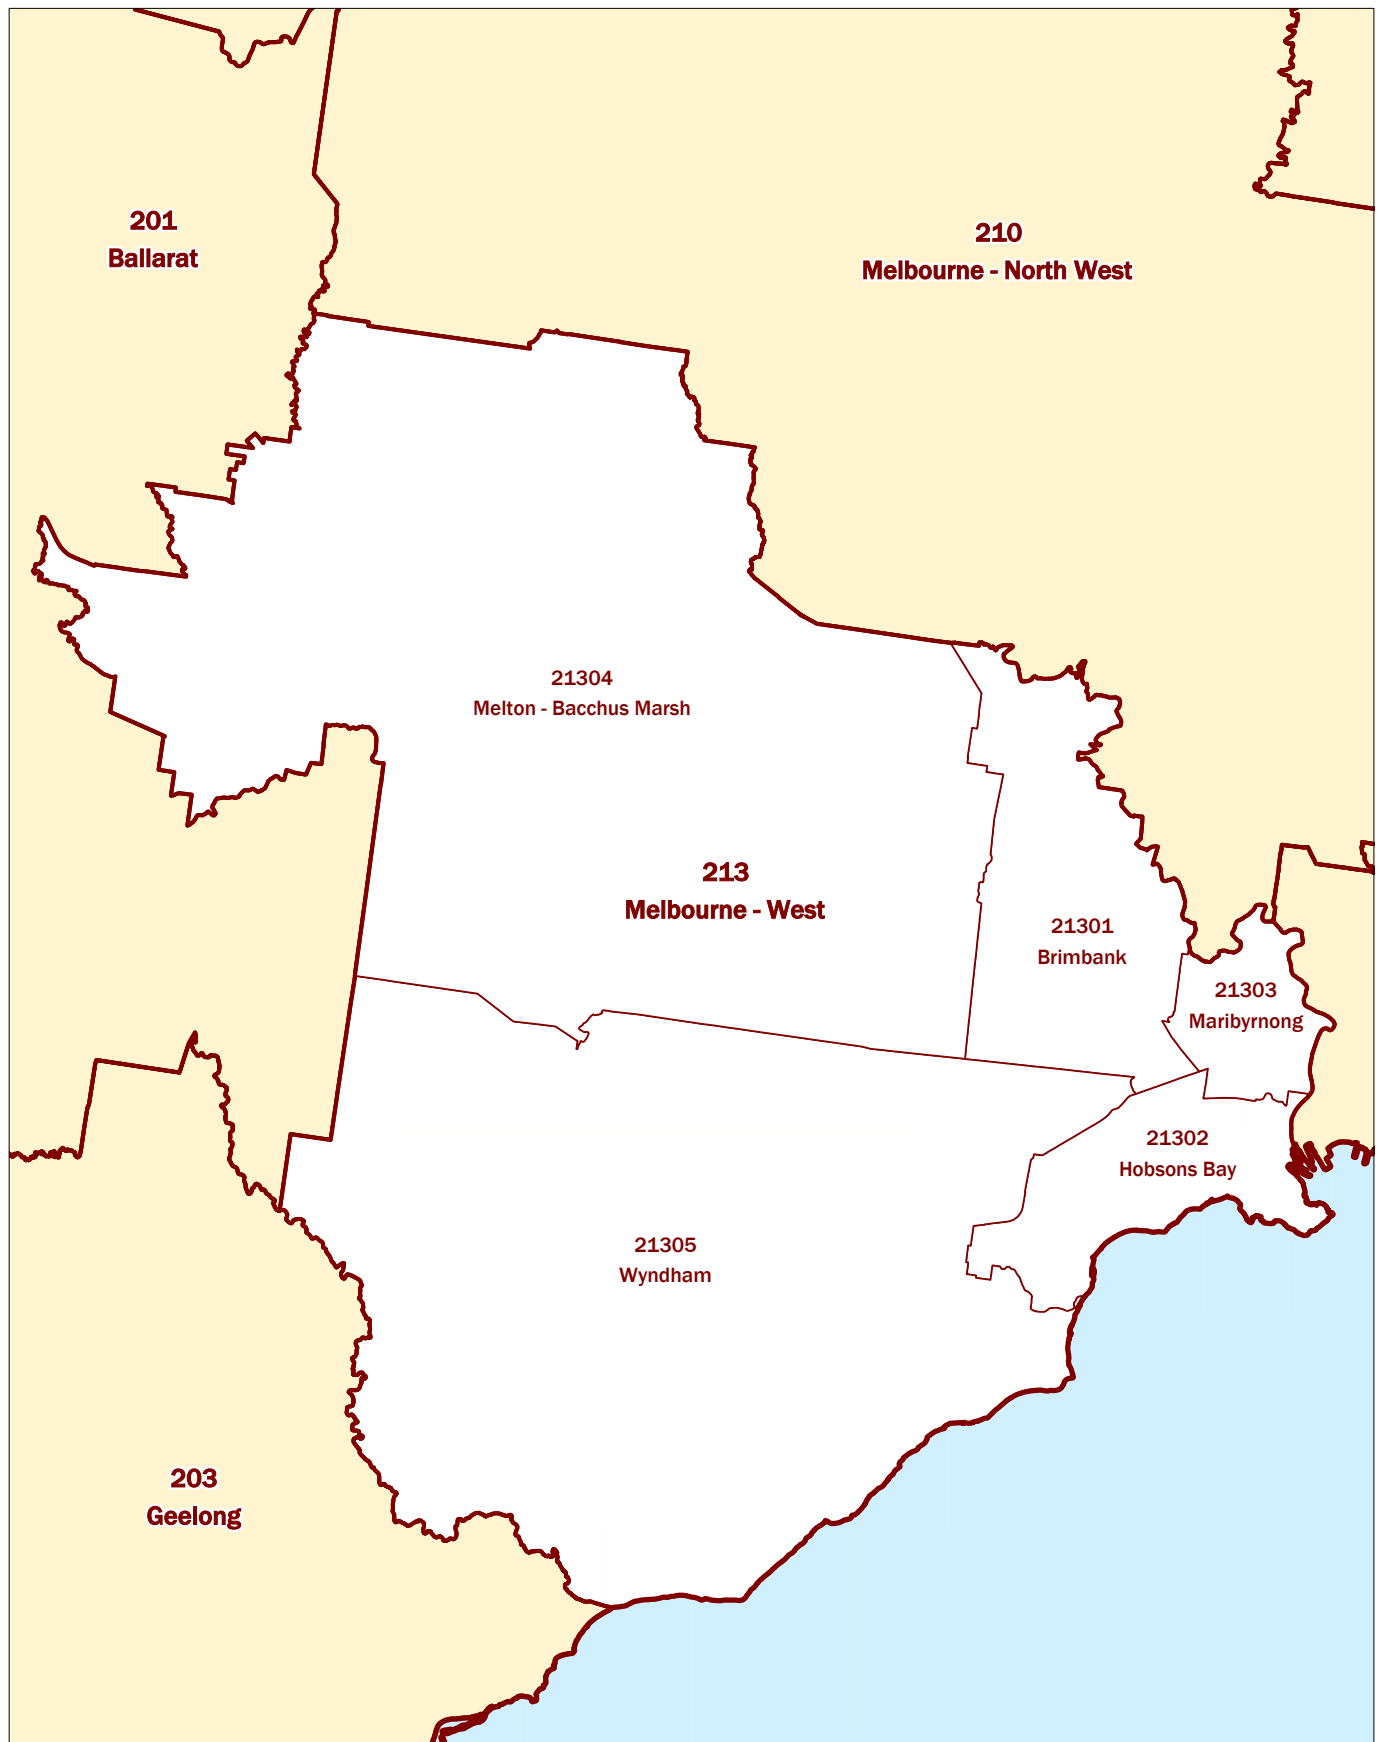 201
Ballarat
210
Melbourne - North West
21304
Melton - Bacchus Marsh
213
Melbourne - West
21301
Brimbank
21303
Maribyrnong
21302
Hobsons Bay
21305
Wyndham
203
Geelong